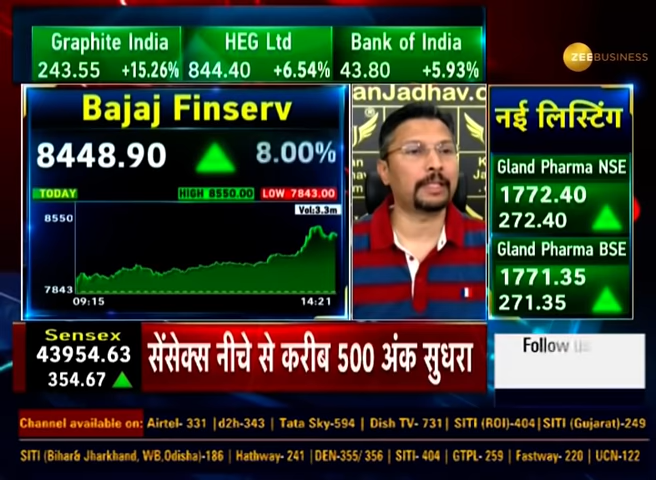 Graphite India
243.55 +15.26%
HEG Ltd
844.40 +6.54%
Bank of India
43.80 +5.93%
ZEEBUSINESS
Bajaj Finserv
8448.90 8.00%
TODAY HIGH 8550.00 LOW 7843.00
Vol:3.3m
8550
7843
09:15 14:21
anJadhav.c
नई लिस्टिंग
Gland Pharma NSE
1772.40
272.40
Gland Pharma BSE
1771.35
271.35
Sensex
43954.63
354.67
सेंसेक्स नीचे से करीब 500 अंक सुधरा
Follow us
Channel available on: Airtel- 331 |d2h-343 | Tata Sky-594 | Dish TV- 731| SITI (ROI)-404|SITI (Gujarat)-249
SITI (Bihar& Jharkhand, WB,Odisha)-186 | Hathway- 241 |DEN-355/ 356 | SITI- 404 | GTPL- 259 | Fastway- 220 | UCN-122